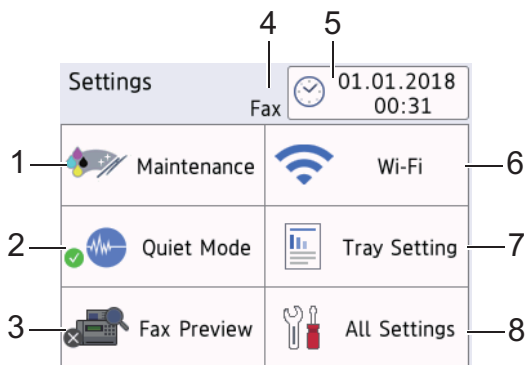 4 5
Settings
Fax
01.01.2018
00:31
1 Maintenance
Wi-Fi 6
2 Quiet Mode
Tray Setting 7
3 Fax Preview
All Settings 8